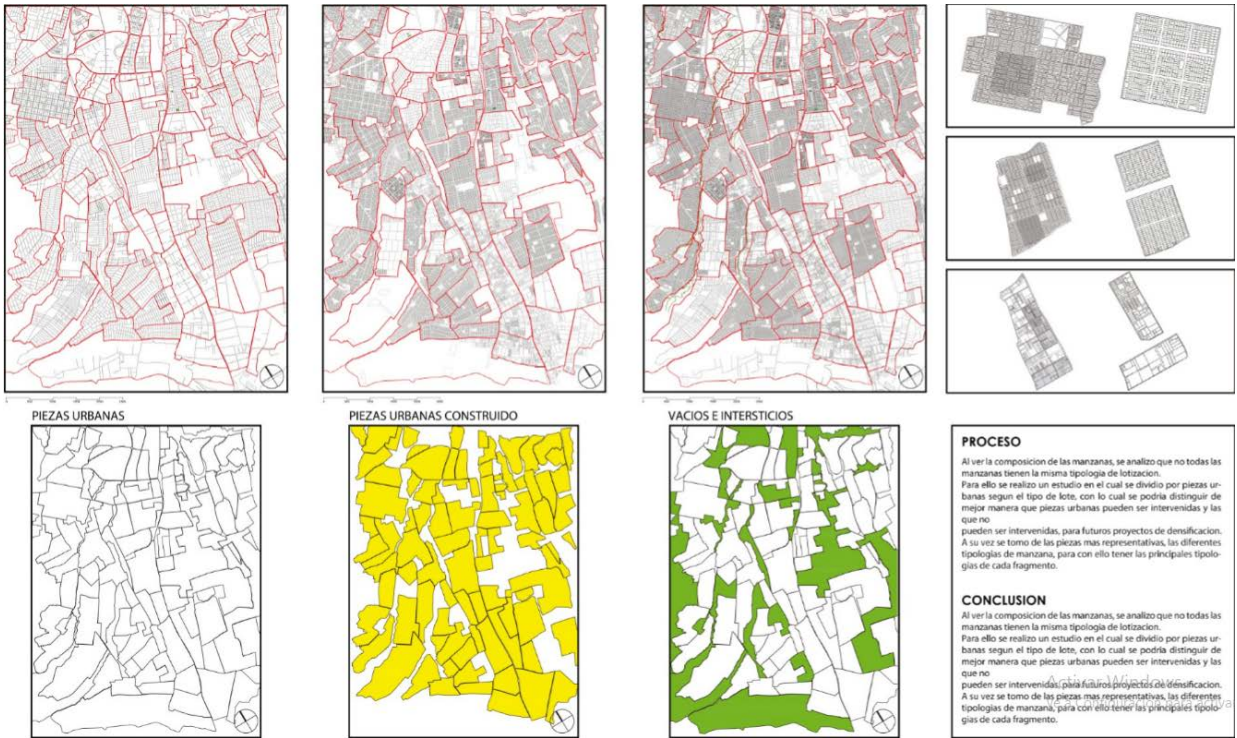 PIEZAS URBANAS
PIEZAS URBANAS CONSTRUIDO
VACIOS E INTERSTICIOS
PROCESO
Al ver la composicion de las manzanas, se analizo que no todas las
manzanas tienen la misma tipologia de lotizacion.
Para ello se realizo un estudio en el cual se dividio por piezas ur-
banas segun el tipo de lote, con lo cual se podria distinguir de
mejor manera que piezas urbanas pueden ser intervenidas y las
que no
pueden ser intervenidas, para futuros proyectos de densificacion.
A su vez se tomo de las piezas mas representativas, las diferentes
tipologias de manzana, para con ello tener las principales tipolo-
gias de cada fragmento.
CONCLUSION
Al ver la composicion de las manzanas, se analizo que no todas las
manzanas tienen la misma tipologia de lotizacion.
Para ello se realizo un estudio en el cual se dividio por piezas ur-
banas segun el tipo de lote, con lo cual se podria distinguir de
mejor manera que piezas urbanas pueden ser intervenidas y las
que no
pueden ser intervenidas, para futuros proyectos de densificacion.
A su vez se tomo de las piezas mas representativas, las diferentes
tipologias de manzana, para con ello tener las principales tipolo-
gias de cada fragmento.
Activar Windows